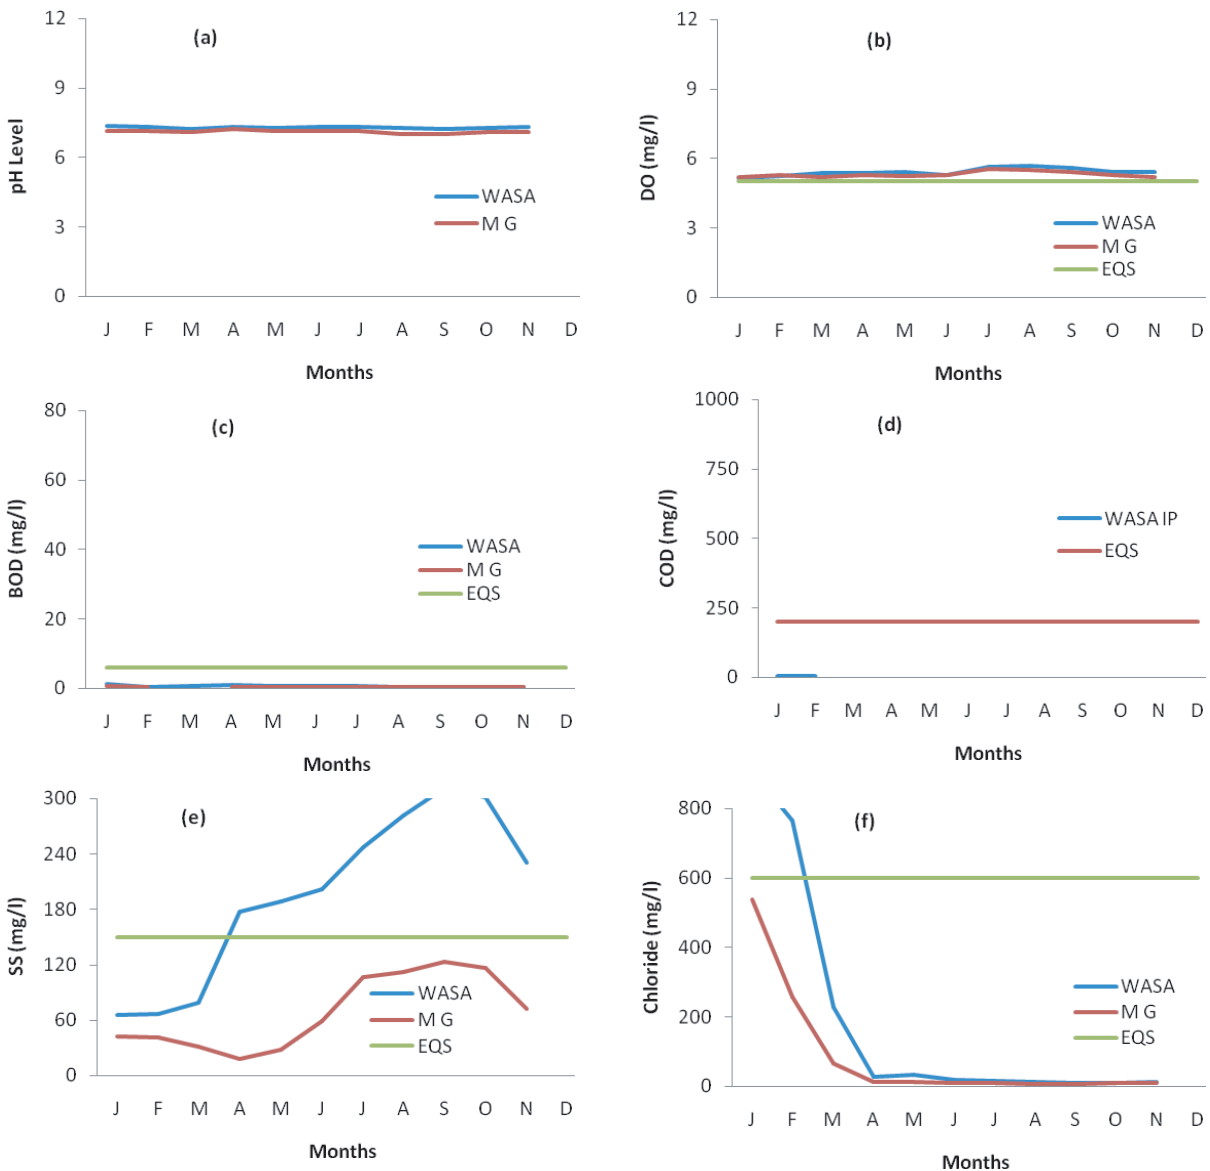 (a)
pH Level
12
9
6
3
0
WASA
M G
J F M A M J J A S O N D
Months
(b)
DO (mg/l)
12
9
6
3
0
WASA
M G
EQS
J F M A M J J A S O N D
Months
(c)
BOD (mg/l)
80
60
40
20
0
WASA
M G
EQS
J F M A M J J A S O N D
Months
(d)
COD (mg/l)
1000
750
500
250
0
WASA IP
EQS
J F M A M J J A S O N D
Months
(e)
SS (mg/l)
300
240
180
120
60
0
WASA
M G
EQS
J F M A M J J A S O N D
Months
(f)
Chloride (mg/l)
800
600
400
200
0
WASA
M G
EQS
J F M A M J J A S O N D
Months